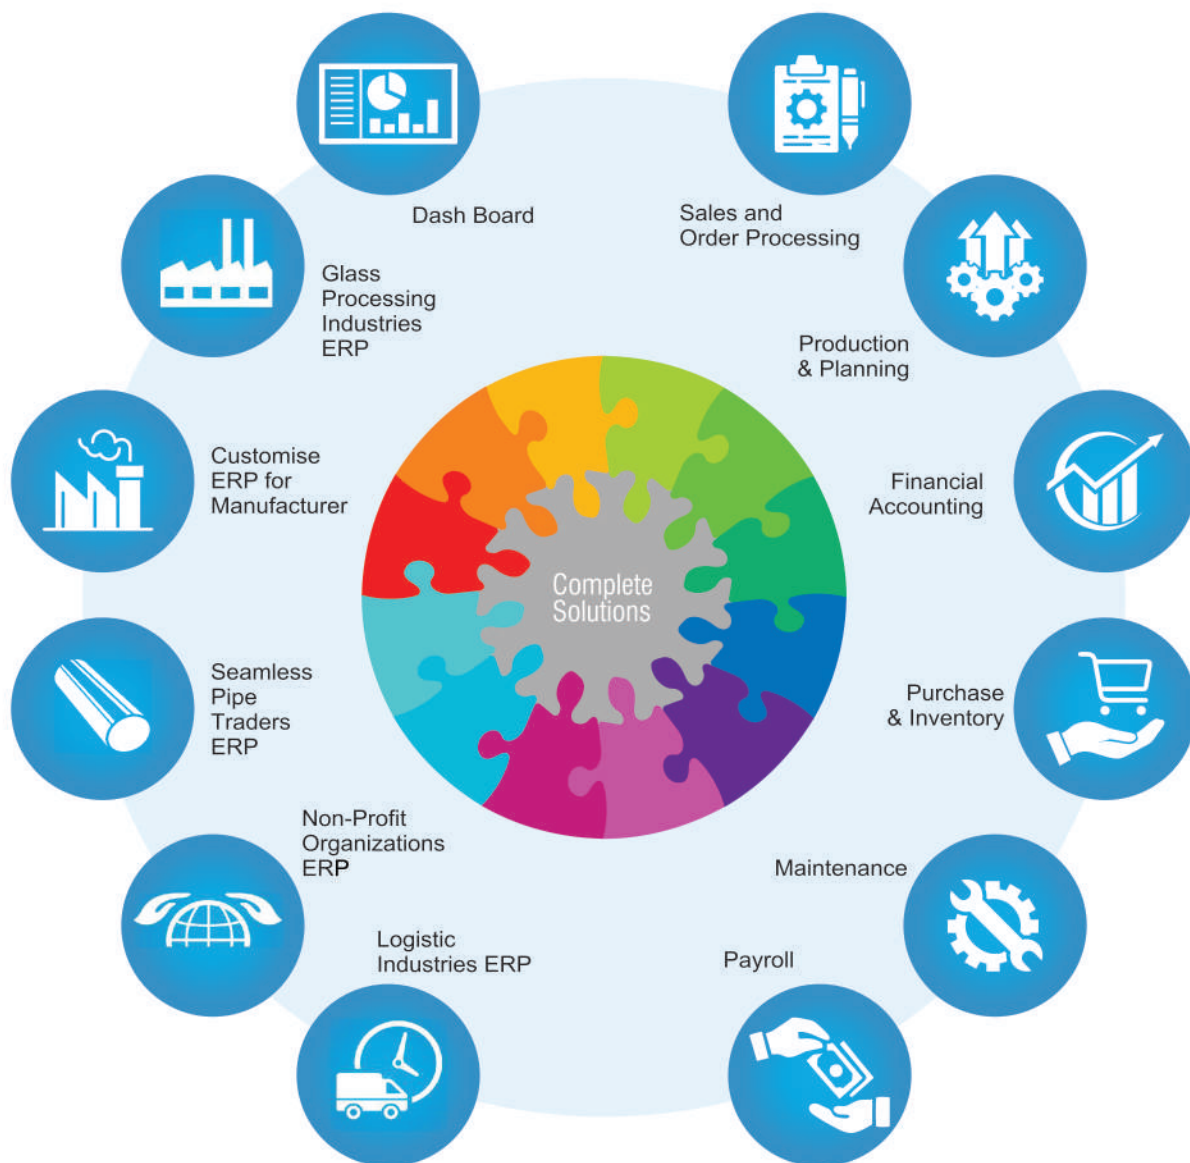 Dash Board
Sales and
Order Processing
Glass
Processing
Industries
ERP
Production
& Planning
Customise
ERP for
Manufacturer
Financial
Accounting
Complete
Solutions
Seamless
Pipe
Traders
ERP
Purchase
& Inventory
Non-Profit
Organizations
ERP
Maintenance
Logistic
Industries ERP
Payroll